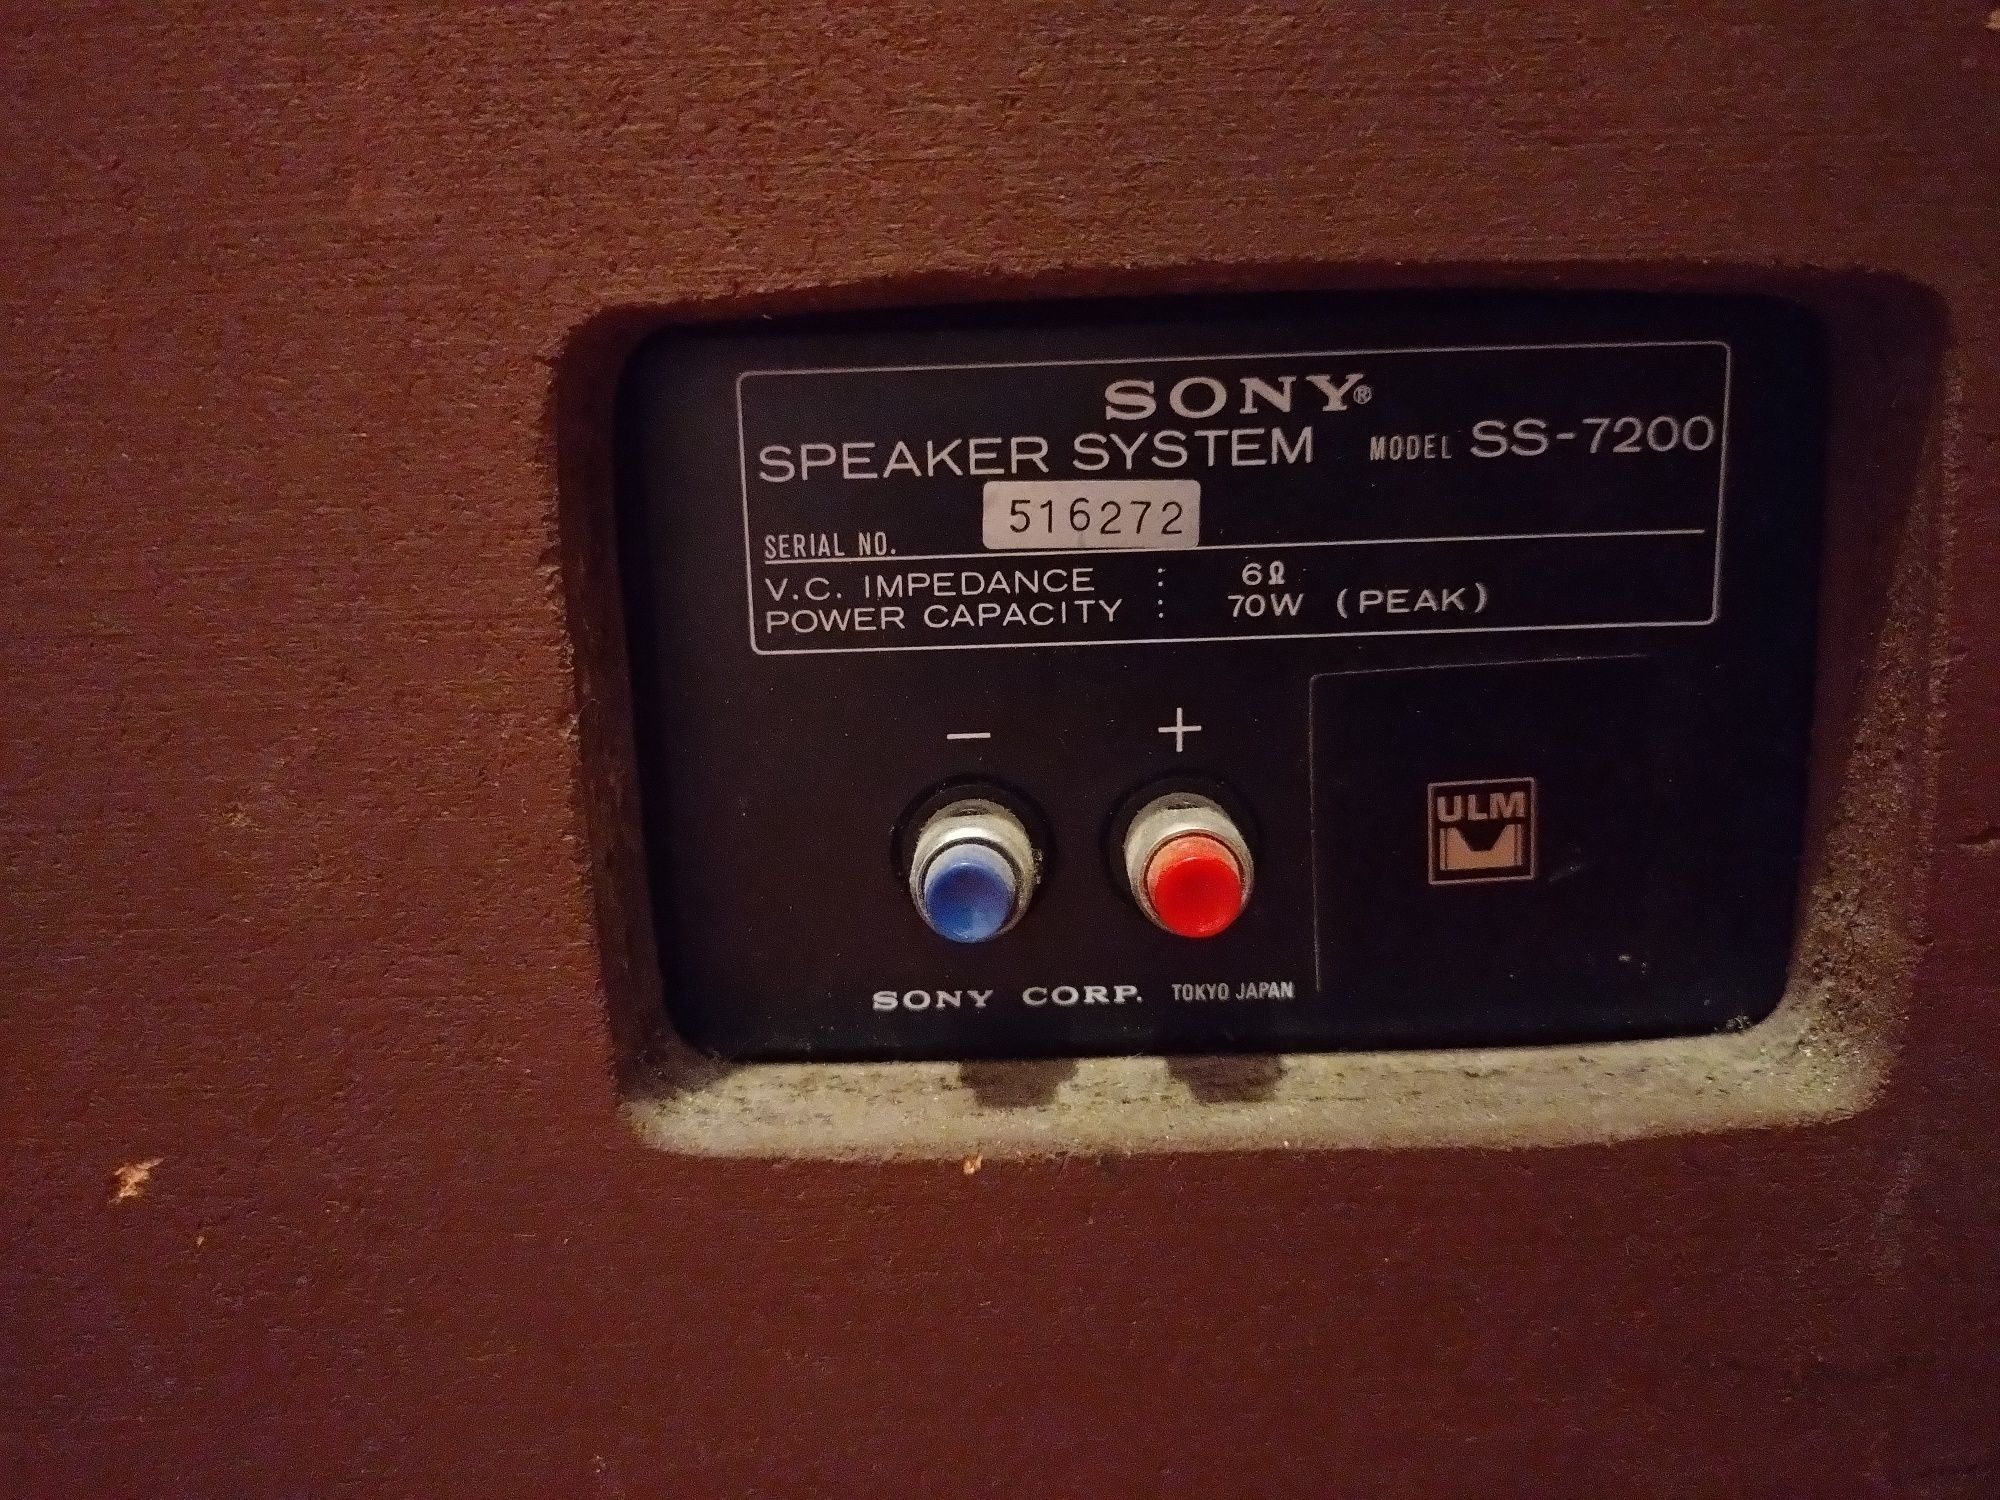 SONY®
SPEAKER SYSTEM MODEL SS-7200
SERIAL NO. 516272
V.C. IMPEDANCE : 6Ω
POWER CAPACITY : 70W (PEAK)
− +
ULM
SONY CORP. TOKYO JAPAN